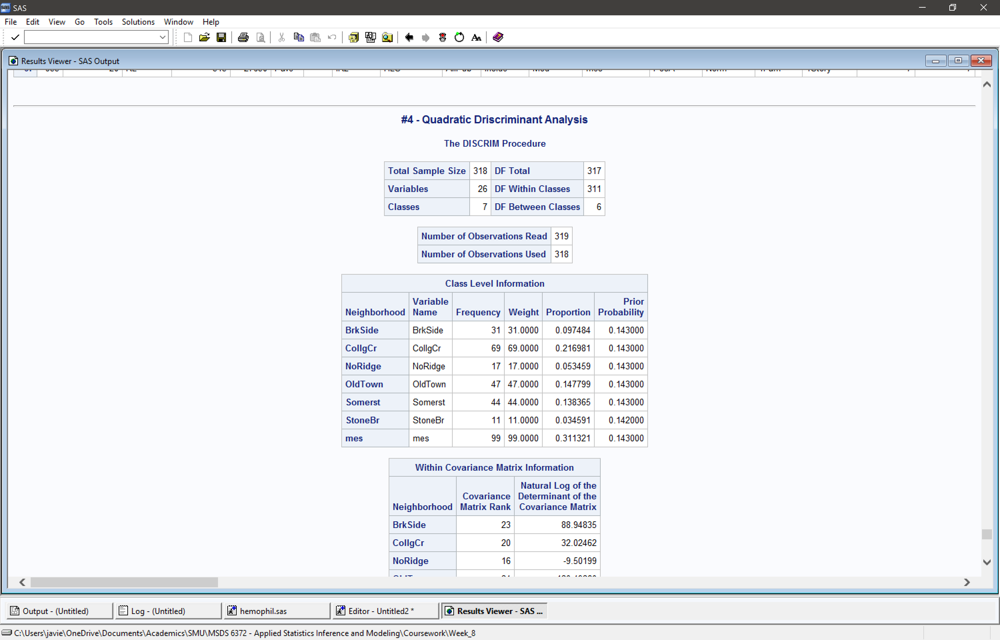 SAS
File Edit View Go Tools Solutions Window Help
Results Viewer - SAS Output
#4 - Quadratic Driscriminant Analysis
The DISCRIM Procedure
Total Sample Size 318 DF Total 317
Variables 26 DF Within Classes 311
Classes 7 DF Between Classes 6
Number of Observations Read 319
Number of Observations Used 318
Class Level Information
Neighborhood Variable Name Frequency Weight Proportion Prior Probability
BrkSide BrkSide 31 31.0000 0.097484 0.143000
CollgCr CollgCr 69 69.0000 0.216981 0.143000
NoRidge NoRidge 17 17.0000 0.053459 0.143000
OldTown OldTown 47 47.0000 0.147799 0.143000
Somerst Somerst 44 44.0000 0.138365 0.143000
StoneBr StoneBr 11 11.0000 0.034591 0.142000
mes mes 99 99.0000 0.311321 0.143000
Within Covariance Matrix Information
Neighborhood Covariance Matrix Rank Natural Log of the Determinant of the Covariance Matrix
BrkSide 23 88.94835
CollgCr 20 32.02462
NoRidge 16 -9.50199
Output - (Untitled) Log - (Untitled) hemophil.sas Editor - Untitled2 * Results Viewer - SAS ...
C:\Users\javie\OneDrive\Documents\Academics\SMU\MSDS 6372 - Applied Statistics Inference and Modeling\Coursework\Week_8